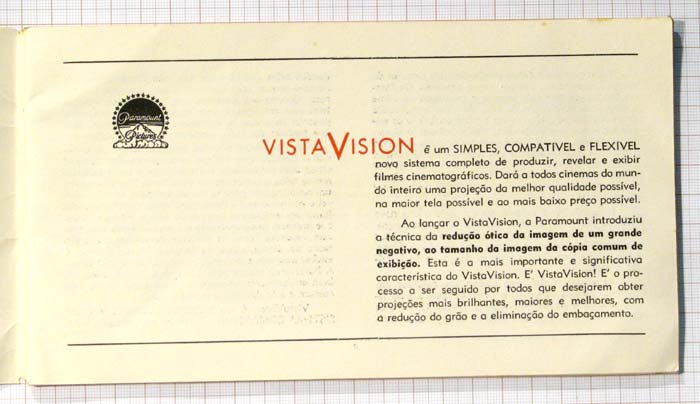 Paramount
Pictures
VISTAVISION é um SIMPLES, COMPATIVEL e FLEXIVEL
novo sistema completo de produzir, revelar e exibir
filmes cinematográficos. Dará a todos cinemas do mun-
do inteiro uma projeção da melhor qualidade possível,
na maior tela possível e ao mais baixo preço possível.
Ao lançar o VistaVision, a Paramount introduziu
a técnica da redução ótica da imagem de um grande
negativo, ao tamanho da imagem da cópia comum de
exibição. Esta é a mais importante e significativa
característica do VistaVision. E' VistaVision! E' o pro-
cesso a ser seguido por todos que desejarem obter
projeções mais brilhantes, maiores e melhores, com
a redução do grão e a eliminação do embaçamento.